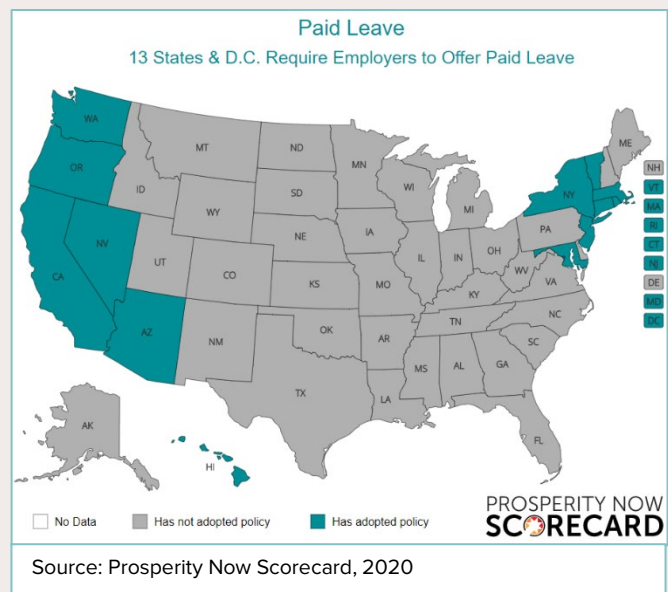 Paid Leave
13 States & D.C. Require Employers to Offer Paid Leave
WA
OR
CA
NV
AZ
ID
MT
WY
UT
CO
NM
ND
SD
NE
KS
OK
TX
MN
IA
MO
AR
LA
WI
IL
MI
IN
OH
KY
TN
MS
AL
GA
FL
SC
NC
VA
WV
PA
NY
ME
AK
HI
NH
VT
MA
RI
CT
NJ
DE
MD
DC
No Data
Has not adopted policy
Has adopted policy
PROSPERITY NOW
SCORECARD
Source: Prosperity Now Scorecard, 2020